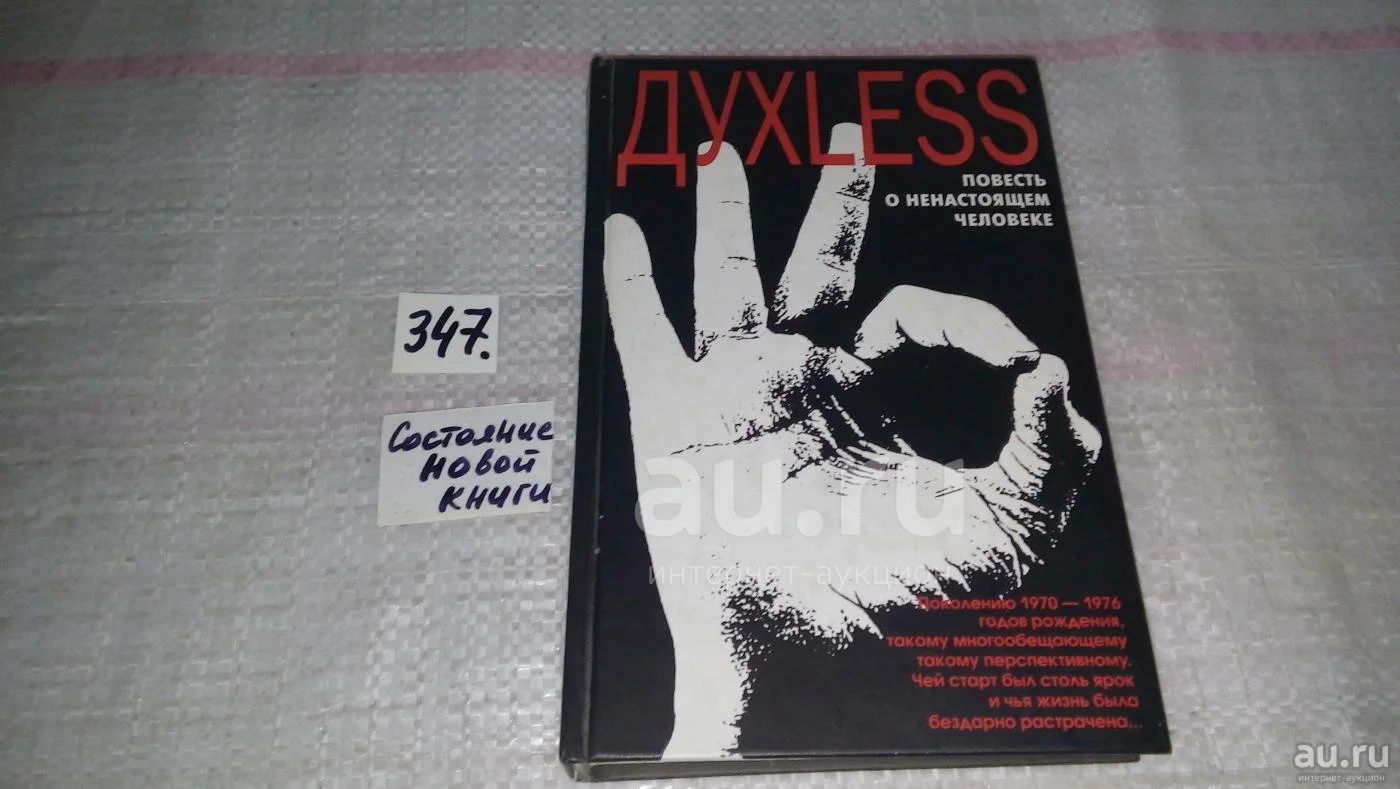 ДУХLESS
ПОВЕСТЬ
О НЕНАСТОЯЩЕМ
ЧЕЛОВЕКЕ
347.
Состояние
новой
книги
au.ru
интернет-аукцион
Поколению 1970 — 1976
годов рождения,
такому многообещающему
такому перспективному.
Чей старт был столь ярок
и чья жизнь была
бездарно растрачена...
au.ru
интернет-аукцион